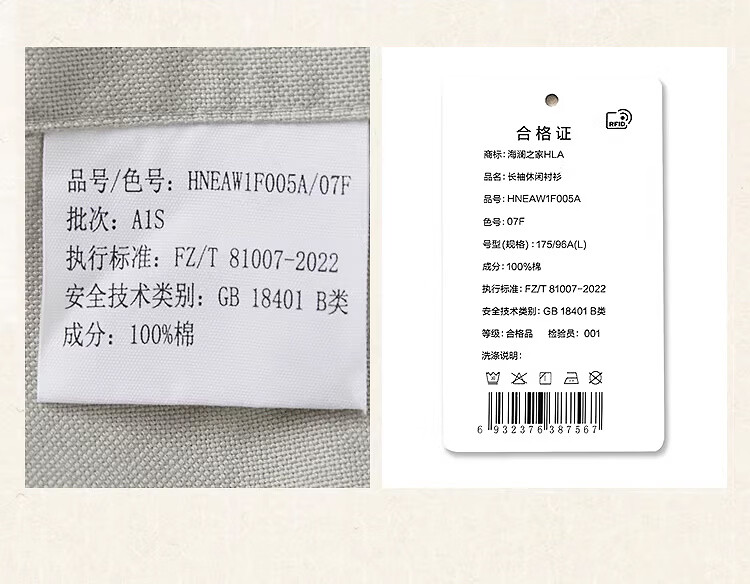 品号/色号：HNEAW1F005A/07F
批次：A1S
执行标准：FZ/T 81007-2022
安全技术类别：GB 18401 B类
成分：100%棉
RFID
合格证
商标：海澜之家HLA
品名：长袖休闲衬衫
品号：HNEAW1F005A
色号：07F
号型(规格)：175/96A(L)
成分：100%棉
执行标准：FZ/T 81007-2022
安全技术类别：GB 18401 B类
等级：合格品 检验员：001
洗涤说明：
6 932376 387567